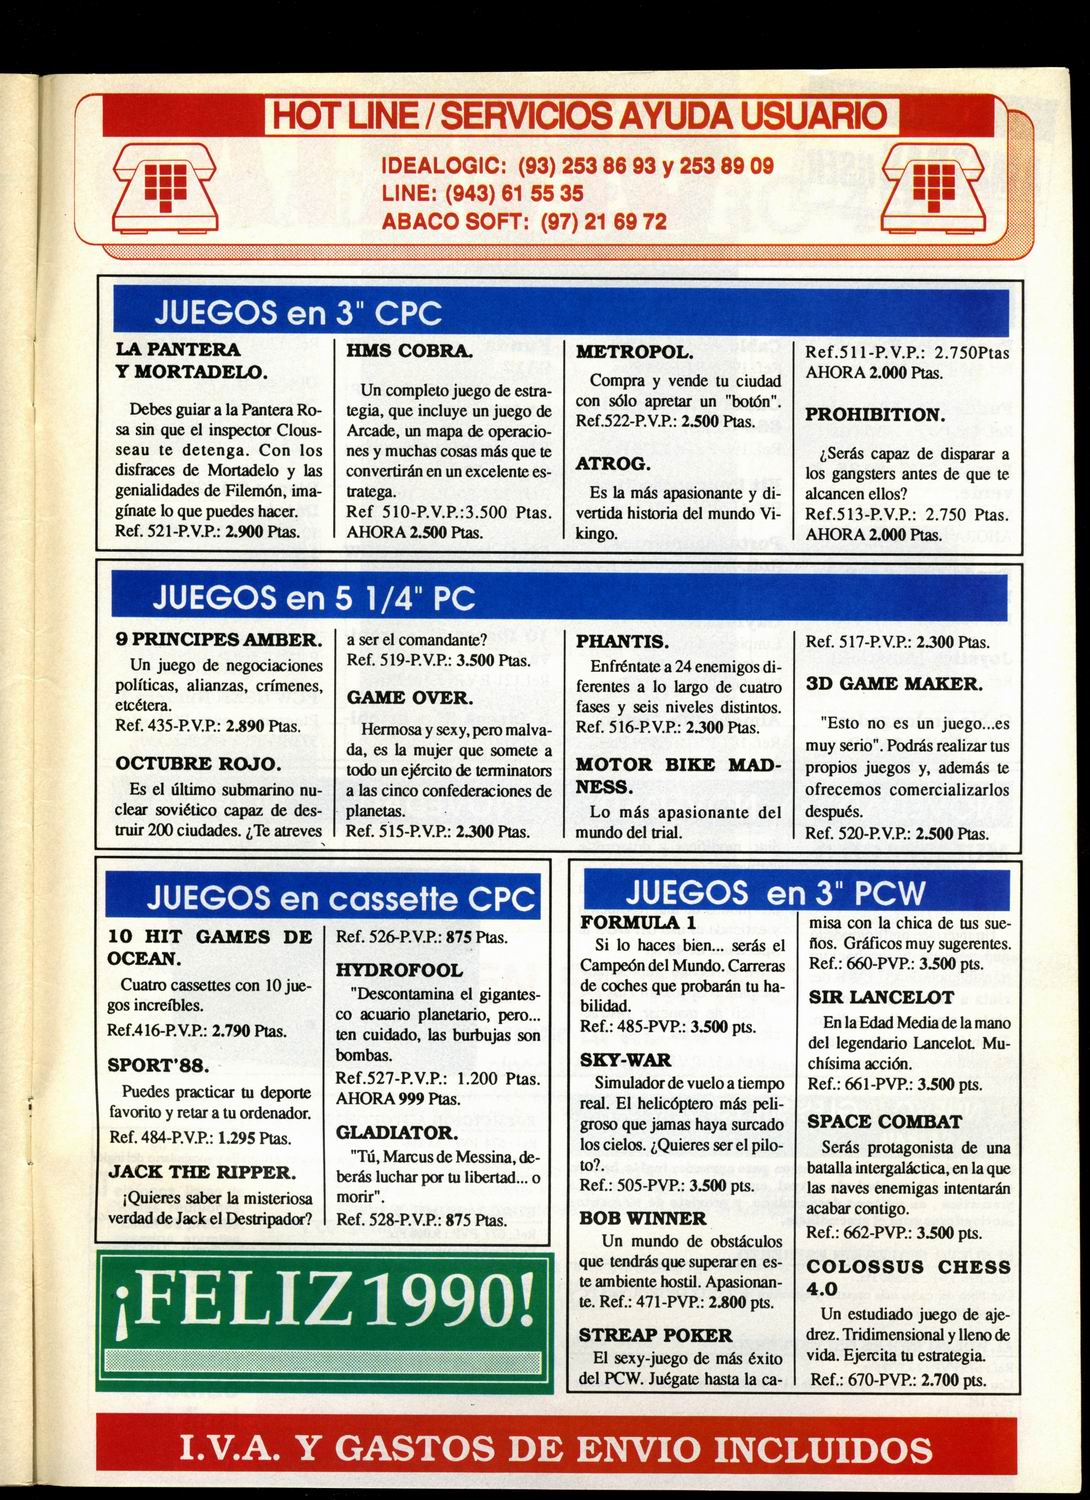 HOT LINE / SERVICIOS AYUDA USUARIO
IDEALOGIC: (93) 253 86 93 y 253 89 09
LINE: (943) 61 55 35
ABACO SOFT: (97) 21 69 72
JUEGOS en 3" CPC
LA PANTERA
Y MORTADELO.
Debes guiar a la Pantera Ro-
sa sin que el inspector Clous-
seau te detenga. Con los
disfraces de Mortadelo y las
genialidades de Filemón, ima-
gínate lo que puedes hacer.
Ref. 521-P.V.P.: 2.900 Ptas.
HMS COBRA.
Un completo juego de estra-
tegia, que incluye un juego de
Arcade, un mapa de operacio-
nes y muchas cosas más que te
convertirán en un excelente es-
tratega.
Ref 510-P.V.P.:3.500 Ptas.
AHORA 2.500 Ptas.
METROPOL.
Compra y vende tu ciudad
con sólo apretar un "botón".
Ref.522-P.V.P.: 2.500 Ptas.
ATROG.
Es la más apasionante y di-
vertida historia del mundo Vi-
kingo.
Ref.511-P.V.P.: 2.750Ptas
AHORA 2.000 Ptas.
PROHIBITION.
¿Serás capaz de disparar a
los gangsters antes de que te
alcancen ellos?
Ref.513-P.V.P.: 2.750 Ptas.
AHORA 2.000 Ptas.
JUEGOS en 5 1/4" PC
9 PRINCIPES AMBER.
Un juego de negociaciones
políticas, alianzas, crímenes,
etcétera.
Ref. 435-P.V.P.: 2.890 Ptas.
OCTUBRE ROJO.
Es el último submarino nu-
clear soviético capaz de des-
truir 200 ciudades. ¿Te atreves
a ser el comandante?
Ref. 519-P.V.P.: 3.500 Ptas.
GAME OVER.
Hermosa y sexy, pero malva-
da, es la mujer que somete a
todo un ejército de terminators
a las cinco confederaciones de
planetas.
Ref. 515-P.V.P.: 2.300 Ptas.
PHANTIS.
Enfréntate a 24 enemigos di-
ferentes a lo largo de cuatro
fases y seis niveles distintos.
Ref. 516-P.V.P.: 2.300 Ptas.
MOTOR BIKE MAD-
NESS.
Lo más apasionante del
mundo del trial.
Ref. 517-P.V.P.: 2.300 Ptas.
3D GAME MAKER.
"Esto no es un juego...es
muy serio". Podrás realizar tus
propios juegos y, además te
ofrecemos comercializarlos
después.
Ref. 520-P.V.P.: 2.500 Ptas.
JUEGOS en cassette CPC
10 HIT GAMES DE
OCEAN.
Cuatro cassettes con 10 jue-
gos increfbles.
Ref.416-P.V.P.: 2.790 Ptas.
SPORT'88.
Puedes practicar tu deporte
favorito y retar a tu ordenador.
Ref. 484-P.V.P.: 1.295 Ptas.
JACK THE RIPPER.
¡Quieres saber la misteriosa
verdad de Jack el Destripador?
Ref. 526-P.V.P.: 875 Ptas.
HYDROFOOL
"Descontamina el gigantes-
co acuario planetario, pero...
ten cuidado, las burbujas son
bombas.
Ref.527-P.V.P.: 1.200 Ptas.
AHORA 999 Ptas.
GLADIATOR.
"Tú, Marcus de Messina, de-
berás luchar por tu libertad... o
morir".
Ref. 528-P.V.P.: 875 Ptas.
JUEGOS en 3" PCW
FORMULA 1
Si lo haces bien... serás el
Campeón del Mundo. Carreras
de coches que probarán tu ha-
bilidad.
Ref.: 485-PVP.: 3.500 pts.
SKY-WAR
Simulador de vuelo a tiempo
real. El helicóptero más peli-
groso que jamas haya surcado
los cielos. ¿Quieres ser el pilo-
to?.
Ref.: 505-PVP.: 3.500 pts.
BOB WINNER
Un mundo de obstáculos
que tendrás que superar en es-
te ambiente hostil. Apasionan-
te. Ref.: 471-PVP.: 2.800 pts.
STREAP POKER
El sexy-juego de más éxito
del PCW. Juégate hasta la ca-
misa con la chica de tus sue-
ños. Gráficos muy sugerentes.
Ref.: 660-PVP.: 3.500 pts.
SIR LANCELOT
En la Edad Media de la mano
del legendario Lancelot. Mu-
chísima acción.
Ref.: 661-PVP.: 3.500 pts.
SPACE COMBAT
Serás protagonista de una
batalla intergaláctica, en la que
las naves enemigas intentarán
acabar contigo.
Ref.: 662-PVP.: 3.500 pts.
COLOSSUS CHESS
4.0
Un estudiado juego de aje-
drez. Tridimensional y lleno de
vida. Ejercita tu estrategia.
Ref.: 670-PVP.: 2.700 pts.
¡FELIZ 1990!
I.V.A. Y GASTOS DE ENVIO INCLUIDOS